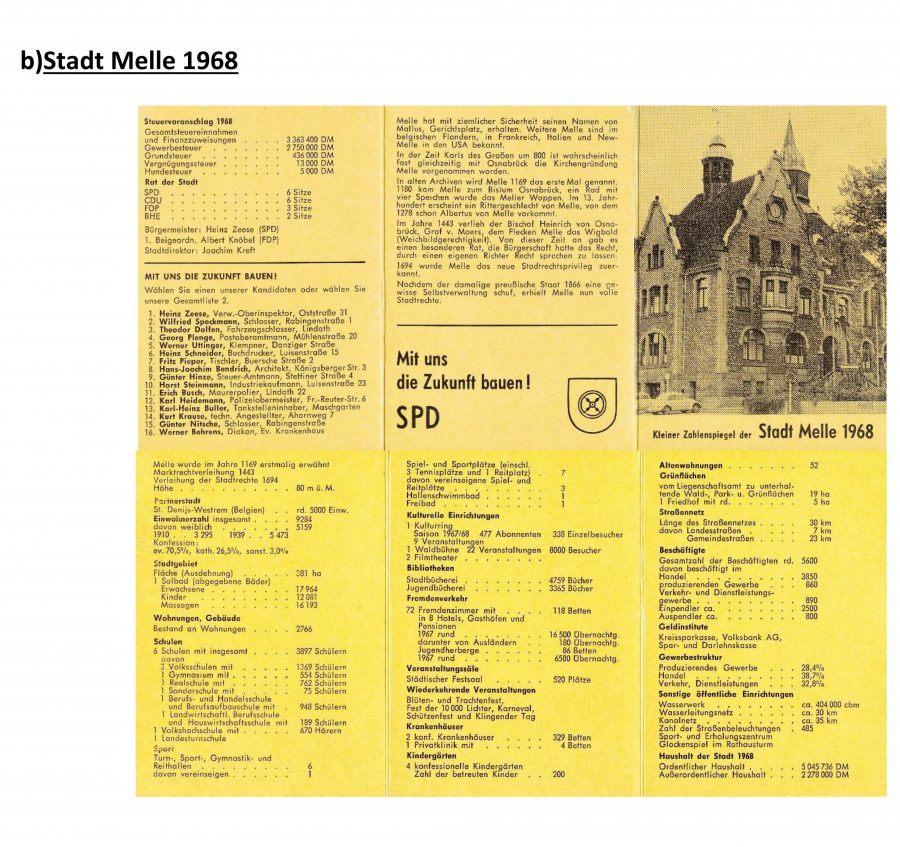 b)Stadt Melle 1968
Steuervoranschlag 1968
Gesamtsteuereinnahmen
und Finanzzuweisungen . . . . 3 363 400 DM
Gewerbesteuer . . . . . . . 2 750 000 DM
Grundsteuer . . . . . . . . 436 000 DM
Vergnügungssteuer . . . . . . 13 000 DM
Hundesteuer . . . . . . . . 5 000 DM
Rat der Stadt
SPD . . . . . . . . . . . 6 Sitze
CDU . . . . . . . . . . . 6 Sitze
FDP . . . . . . . . . . . 3 Sitze
BHE . . . . . . . . . . . 2 Sitze
Bürgermeister: Heinz Zeese (SPD)
1. Beigeordn. Albert Knöbel (FDP)
Stadtdirektor: Joachim Kreft
MIT UNS DIE ZUKUNFT BAUEN!
Wählen Sie einen unserer Kandidaten oder wählen Sie
unsere Gesamtliste 2.
1. Heinz Zeese, Verw.-Oberinspektor, Oststraße 31
2. Wilfried Speckmann, Schlosser, Rabingenstraße 1
3. Theodor Dolfen, Fahrzeugschlosser, Lindath
4. Georg Plenge, Postoberamtmann, Mühlenstraße 20
5. Werner Uttinger, Klempner, Danziger Straße
6. Heinz Schneider, Buchdrucker, Luisenstraße 15
7. Fritz Pieper, Tischler, Buersche Straße 2
8. Hans-Joachim Bendrich, Architekt, Königsberger Str. 3
9. Günter Hinze, Steuer-Amtmann, Stettiner Straße 4
10. Horst Steinmann, Industriekaufmann, Luisenstraße 23
11. Erich Busch, Maurerpolier, Lindath 22
12. Karl Heidemann, Polizeiobermeister, Fr.-Reuter-Str. 6
13. Karl-Heinz Buller, Tankstelleninhaber, Maschgarten
14. Kurt Krause, techn. Angestellter, Ahornweg 7
15. Günter Nitsche, Schlosser, Rabingenstraße
16. Werner Behrens, Diakon, Ev. Krankenhaus
Melle hat mit ziemlicher Sicherheit seinen Namen von
Mallus, Gerichtsplatz, erhalten. Weitere Melle sind im
belgischen Flandern, in Frankreich, Italien und New-
Melle in den USA bekannt.
In der Zeit Karls des Großen um 800 ist wahrscheinlich
fast gleichzeitig mit Osnabrück die Kirchengründung
Melle vorgenommen worden.
In alten Archiven wird Melle 1169 das erste Mal genannt.
1180 kam Melle zum Bistum Osnabrück, ein Rad mit
vier Sperchen wurde das Meller Wappen. Im 13. Jahr-
hundert erscheint ein Rittergeschlecht von Melle, von dem
1278 schon Albertus von Melle vorkommt.
Im Jahre 1443 verlieh der Bischof Heinrich von Osna-
brück, Graf v. Moers, dem Flecken Melle das Wigbold
(Weichbildgerechtigkeit). Von dieser Zeit an gab es
einen besonderen Rat, die Bürgerschaft hatte das Recht,
durch einen eigenen Richter Recht sprechen zu lassen.
1694 wurde Melle das neue Stadtrechtsprivileg zuer-
kannt.
Nachdem der damalige preußische Staat 1866 eine ge-
wisse Selbstverwaltung schuf, erhielt Melle nun volle
Stadtrechte.
Mit uns
die Zukunft bauen!
SPD
Kleiner Zahlenspiegel der Stadt Melle 1968
Melle wurde im Jahre 1169 erstmalig erwähnt
Marktrechtverleihung 1443
Verleihung der Stadtrechte 1694
Höhe . . . . . . . . . . 80 m ü. M.
Partnerstadt
St. Denijs-Westrem (Belgien) . . rd. 5000 Einw.
Einwohnerzahl insgesamt . . . . 9284
davon weiblich . . . . . . . 5159
1910 . . 3 295 1939 . . 5 473
Konfession:
ev. 70,5%, kath. 26,5%, sonst. 3,0%
Stadtgebiet
Fläche (Ausdehnung) . . . . . 381 ha
1 Solbad (abgegebene Bäder)
Erwachsene . . . . . . . 17 964
Kinder . . . . . . . . . 12 081
Massagen . . . . . . . . 16 193
Wohnungen, Gebäude
Bestand an Wohnungen . . . . 2766
Schulen
6 Schulen mit insgesamt . . . . 3897 Schülern
davon
3 Volksschulen mit . . . . . 1369 Schülern
1 Gymnasium mit . . . . . 554 Schülern
1 Realschule mit . . . . . . 762 Schülern
1 Sonderschule mit . . . . . 75 Schülern
1 Berufs- und Handelsschule
und Berufsaufbauschule mit . . 948 Schülern
1 Landwirtschaftl. Berufsschule
und Hauswirtschaftsschule mit . 189 Schülern
1 Volkshochschule mit . . . . . 670 Hörern
1 Landesturnschule
Sport
Turn-, Sport-, Gymnastik- und
Reithallen . . . . . . . . . 6
davon vereinseigen . . . . . . 1
Spiel- und Sportplätze (einschl.
3 Tennisplätze und 1 Reitplatz) . 7
davon vereinseigene Spiel- und
Reitplätze . . . . . . . . 3
Hallenschwimmbad . . . . . . 1
Freibad . . . . . . . . . 1
Kulturelle Einrichtungen
1 Kulturring
Saison 1967/68 477 Abonnenten 338 Einzelbesucher
9 Veranstaltungen
1 Waldbühne 22 Veranstaltungen 8000 Besucher
2 Filmtheater . . . . . . .
Bibliotheken
Stadtbücherei . . . . . . . 4759 Bücher
Jugendbücherei . . . . . . . 3365 Bücher
Fremdenverkehr
72 Fremdenzimmer mit . . . . 118 Betten
in 8 Hotels, Gasthöfen und
Pensionen
1967 rund . . . . . . . 16 500 Übernachtg.
darunter von Ausländern . . 180 Übernachtg.
Jugendherberge . . . . . 86 Betten
1967 rund . . . . . . . 6500 Übernachtg.
Veranstaltungssäle
Städtischer Festsaal . . . . . 520 Plätze
Wiederkehrende Veranstaltungen
Blüten- und Trachtenfest,
Fest der 10 000 Lichter, Karneval,
Schützenfest und Klingender Tag
Krankenhäuser
2 konf. Krankenhäuser . . . . 329 Betten
1 Privatklinik mit . . . . . . 4 Betten
Kindergärten
4 konfessionelle Kindergärten
Zahl der betreuten Kinder . . . 200
Altenwohnungen . . . . . . 52
Grünflächen
vom Liegenschaftsamt zu unterhal-
tende Wald-, Park- u. Grünflächen 19 ha
1 Friedhof mit rd. . . . . . . 5 ha
Straßennetz
Länge des Straßennetzes . . . . 30 km
davon Landesstraßen . . . . 7 km
Gemeindestraßen . . . . 23 km
Beschäftigte
Gesamtzahl der Beschäftigten rd. 5600
davon beschäftigt im
Handel . . . . . . . . . 3850
produzierenden Gewerbe . . . 860
Verkehr- und Dienstleistungs-
gewerbe . . . . . . . . . 890
Einpendler ca. . . . . . . . 2500
Auspendler ca. . . . . . . . 800
Geldinstitute
Kreissparkasse, Volksbank AG,
Spar- und Darlehnskasse
Gewerbestruktur
Produzierendes Gewerbe . . . . 28,4%
Handel . . . . . . . . . . 38,7%
Verkehr, Dienstleistungen . . . . 32,8%
Sonstige öffentliche Einrichtungen
Wasserwerk . . . . . . . ca. 404 000 cbm
Wasserleitungsnetz . . . . . ca. 30 km
Kanalnetz . . . . . . . . ca. 35 km
Zahl der Straßenbeleuchtungen . 485
Sport- und Erholungszentrum
Glockenspiel im Rathausturm
Haushalt der Stadt 1968
Ordentlicher Haushalt . . . . . 5 045 736 DM
Außerordentlicher Haushalt . . . 2 278 000 DM